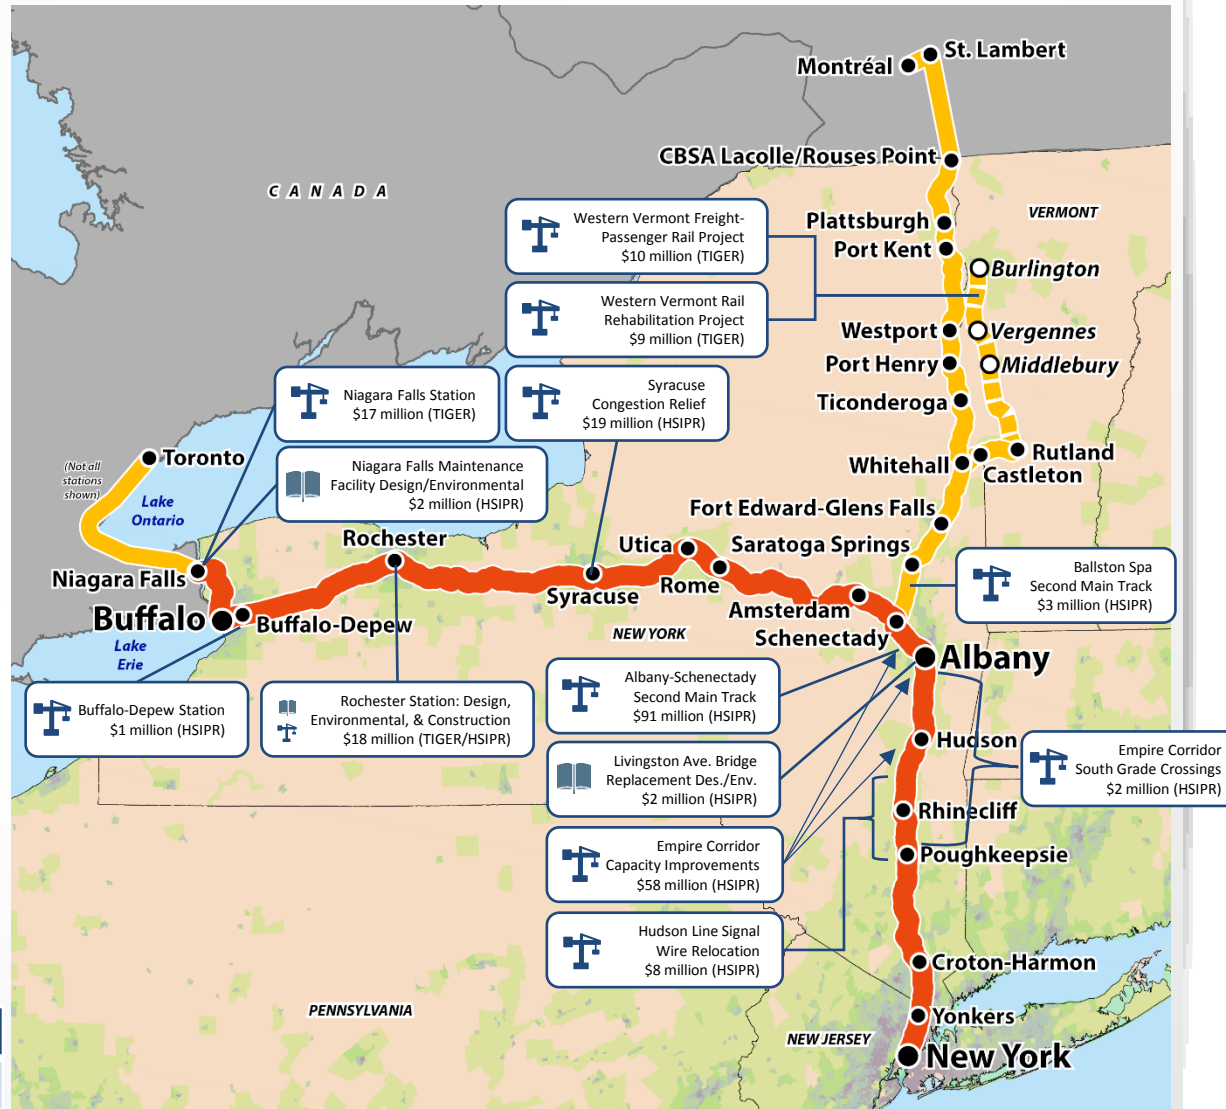 St. Lambert
Montréal
CBSA Lacolle/Rouses Point
CANADA
VERMONT
Western Vermont Freight-
Passenger Rail Project
$10 million (TIGER)
Plattsburgh
Port Kent
Burlington
Western Vermont Rail
Rehabilitation Project
$9 million (TIGER)
Westport
Vergennes
Port Henry
Middlebury
Niagara Falls Station
$17 million (TIGER)
Syracuse
Congestion Relief
$19 million (HSIPR)
Ticonderoga
(Not all
stations
shown)
Toronto
Niagara Falls Maintenance
Facility Design/Environmental
$2 million (HSIPR)
Whitehall
Rutland
Castleton
Lake
Ontario
Fort Edward-Glens Falls
Rochester
Utica
Saratoga Springs
Niagara Falls
Syracuse
Rome
Ballston Spa
Second Main Track
$3 million (HSIPR)
Buffalo
Buffalo-Depew
Amsterdam
Schenectady
NEW YORK
Lake
Erie
Albany
Buffalo-Depew Station
$1 million (HSIPR)
Rochester Station: Design,
Environmental, & Construction
$18 million (TIGER/HSIPR)
Albany-Schenectady
Second Main Track
$91 million (HSIPR)
Hudson
Livingston Ave. Bridge
Replacement Des./Env.
$2 million (HSIPR)
Empire Corridor
South Grade Crossings
$2 million (HSIPR)
Rhinecliff
Empire Corridor
Capacity Improvements
$58 million (HSIPR)
Poughkeepsie
Hudson Line Signal
Wire Relocation
$8 million (HSIPR)
Croton-Harmon
PENNSYLVANIA
Yonkers
NEW JERSEY
New York